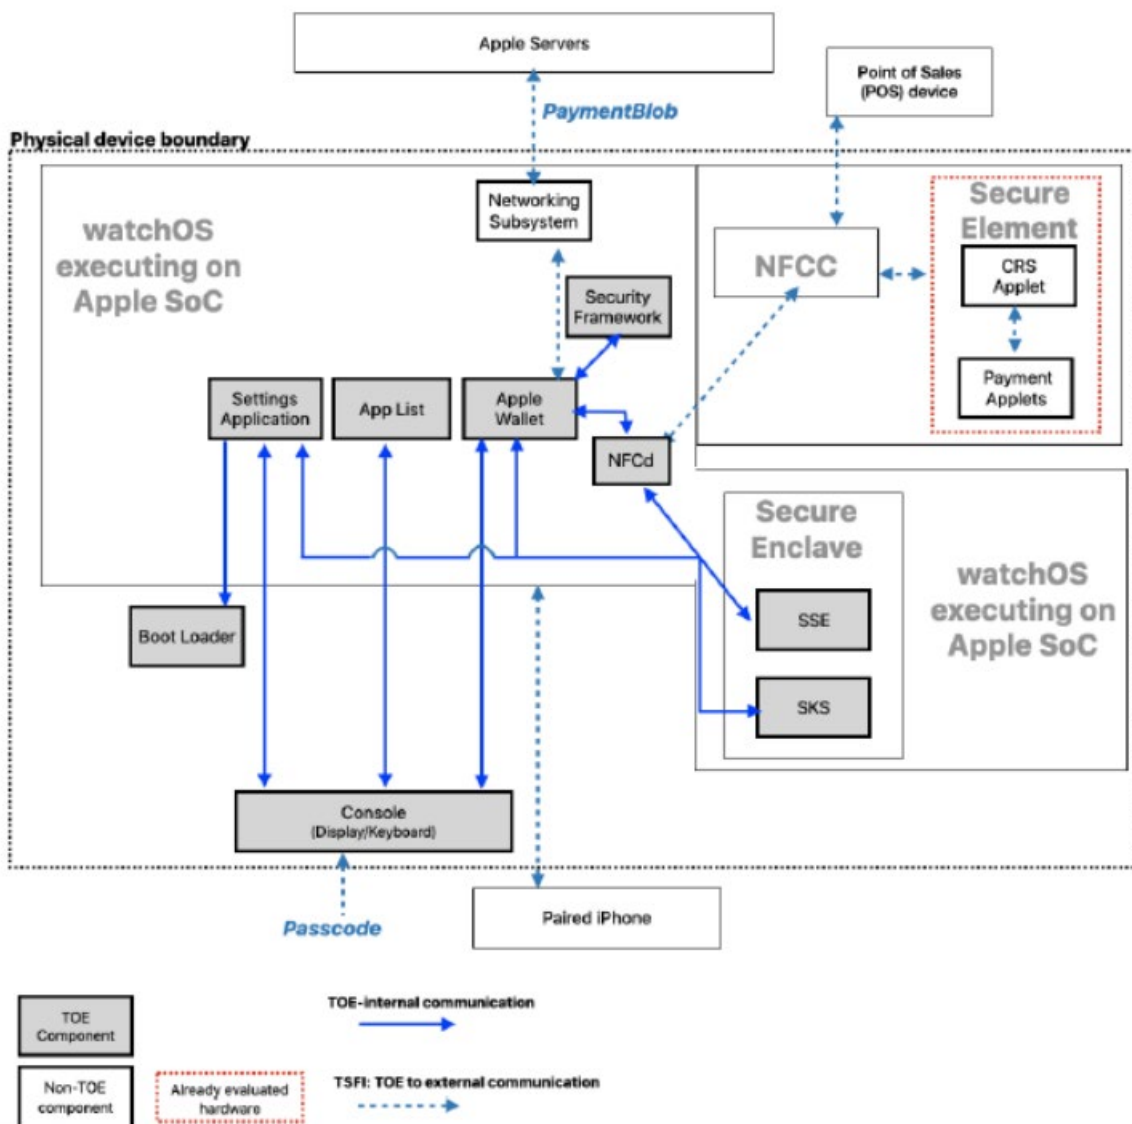 Apple Servers
Point of Sales
(POS) device
PaymentBlob
Physical device boundary
watchOS
executing on
Apple SoC
Networking
Subsystem
Secure
Element
NFCC
CRS
Applet
Security
Framework
Payment
Applets
Settings
Application
App List
Apple
Wallet
NFCd
Secure
Enclave
watchOS
executing on
Apple SoC
SSE
Boot Loader
SKS
Console
(Display/Keyboard)
Passcode
Paired iPhone
TOE
Component
TOE-internal communication
Non-TOE
component
Already evaluated
hardware
TSFI: TOE to external communication